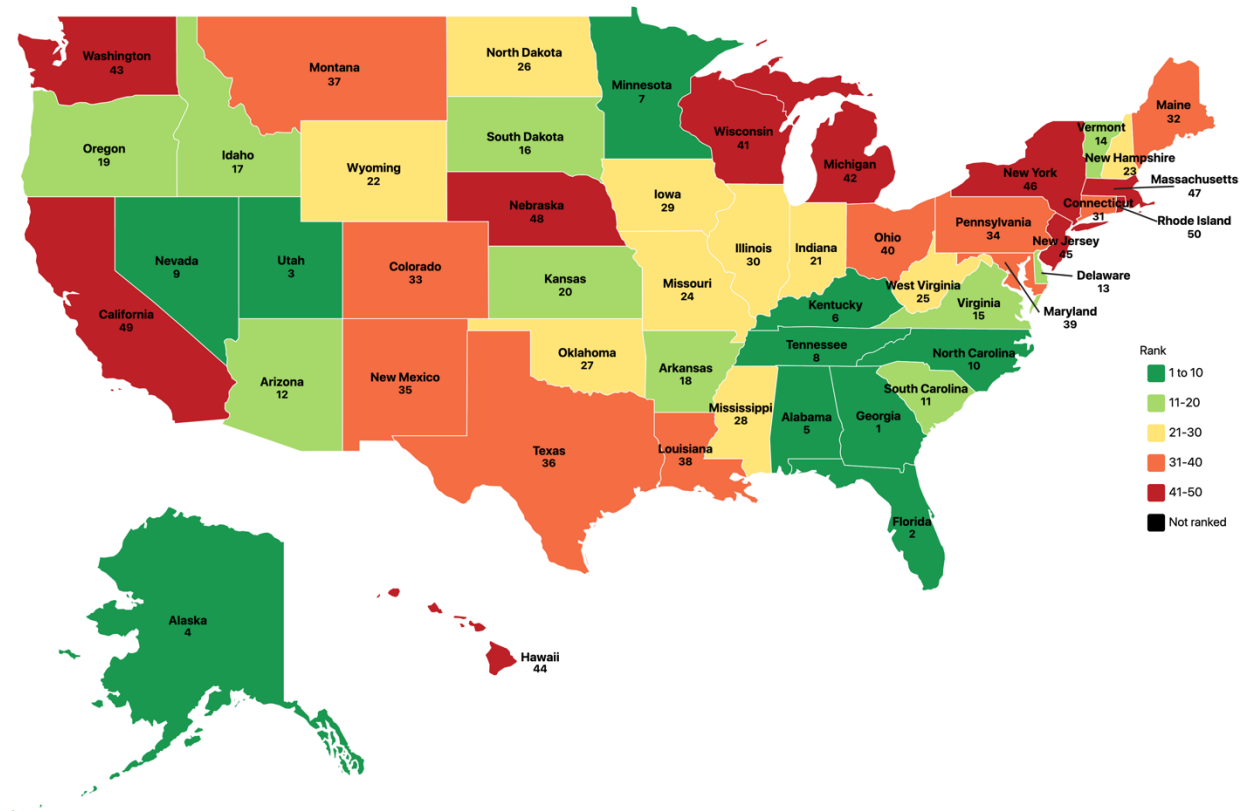 Washington
43
Montana
37
North Dakota
26
Minnesota
7
Maine
32
Oregon
19
Idaho
17
Wyoming
22
South Dakota
16
Wisconsin
41
Michigan
42
Vermont
14
New Hampshire
23
New York
46
Massachusetts
47
Nebraska
48
Iowa
29
Connecticut
31
Rhode Island
50
Pennsylvania
34
New Jersey
45
Nevada
9
Utah
3
Colorado
33
Kansas
20
Missouri
24
Illinois
30
Indiana
21
Ohio
40
West Virginia
25
Virginia
15
Delaware
13
Maryland
39
California
49
Kentucky
6
Tennessee
8
North Carolina
10
Arizona
12
New Mexico
35
Oklahoma
27
Arkansas
18
South Carolina
11
Mississippi
28
Alabama
5
Georgia
1
Texas
36
Louisiana
38
Florida
2
Alaska
4
Hawaii
44
Rank
1 to 10
11-20
21-30
31-40
41-50
Not ranked